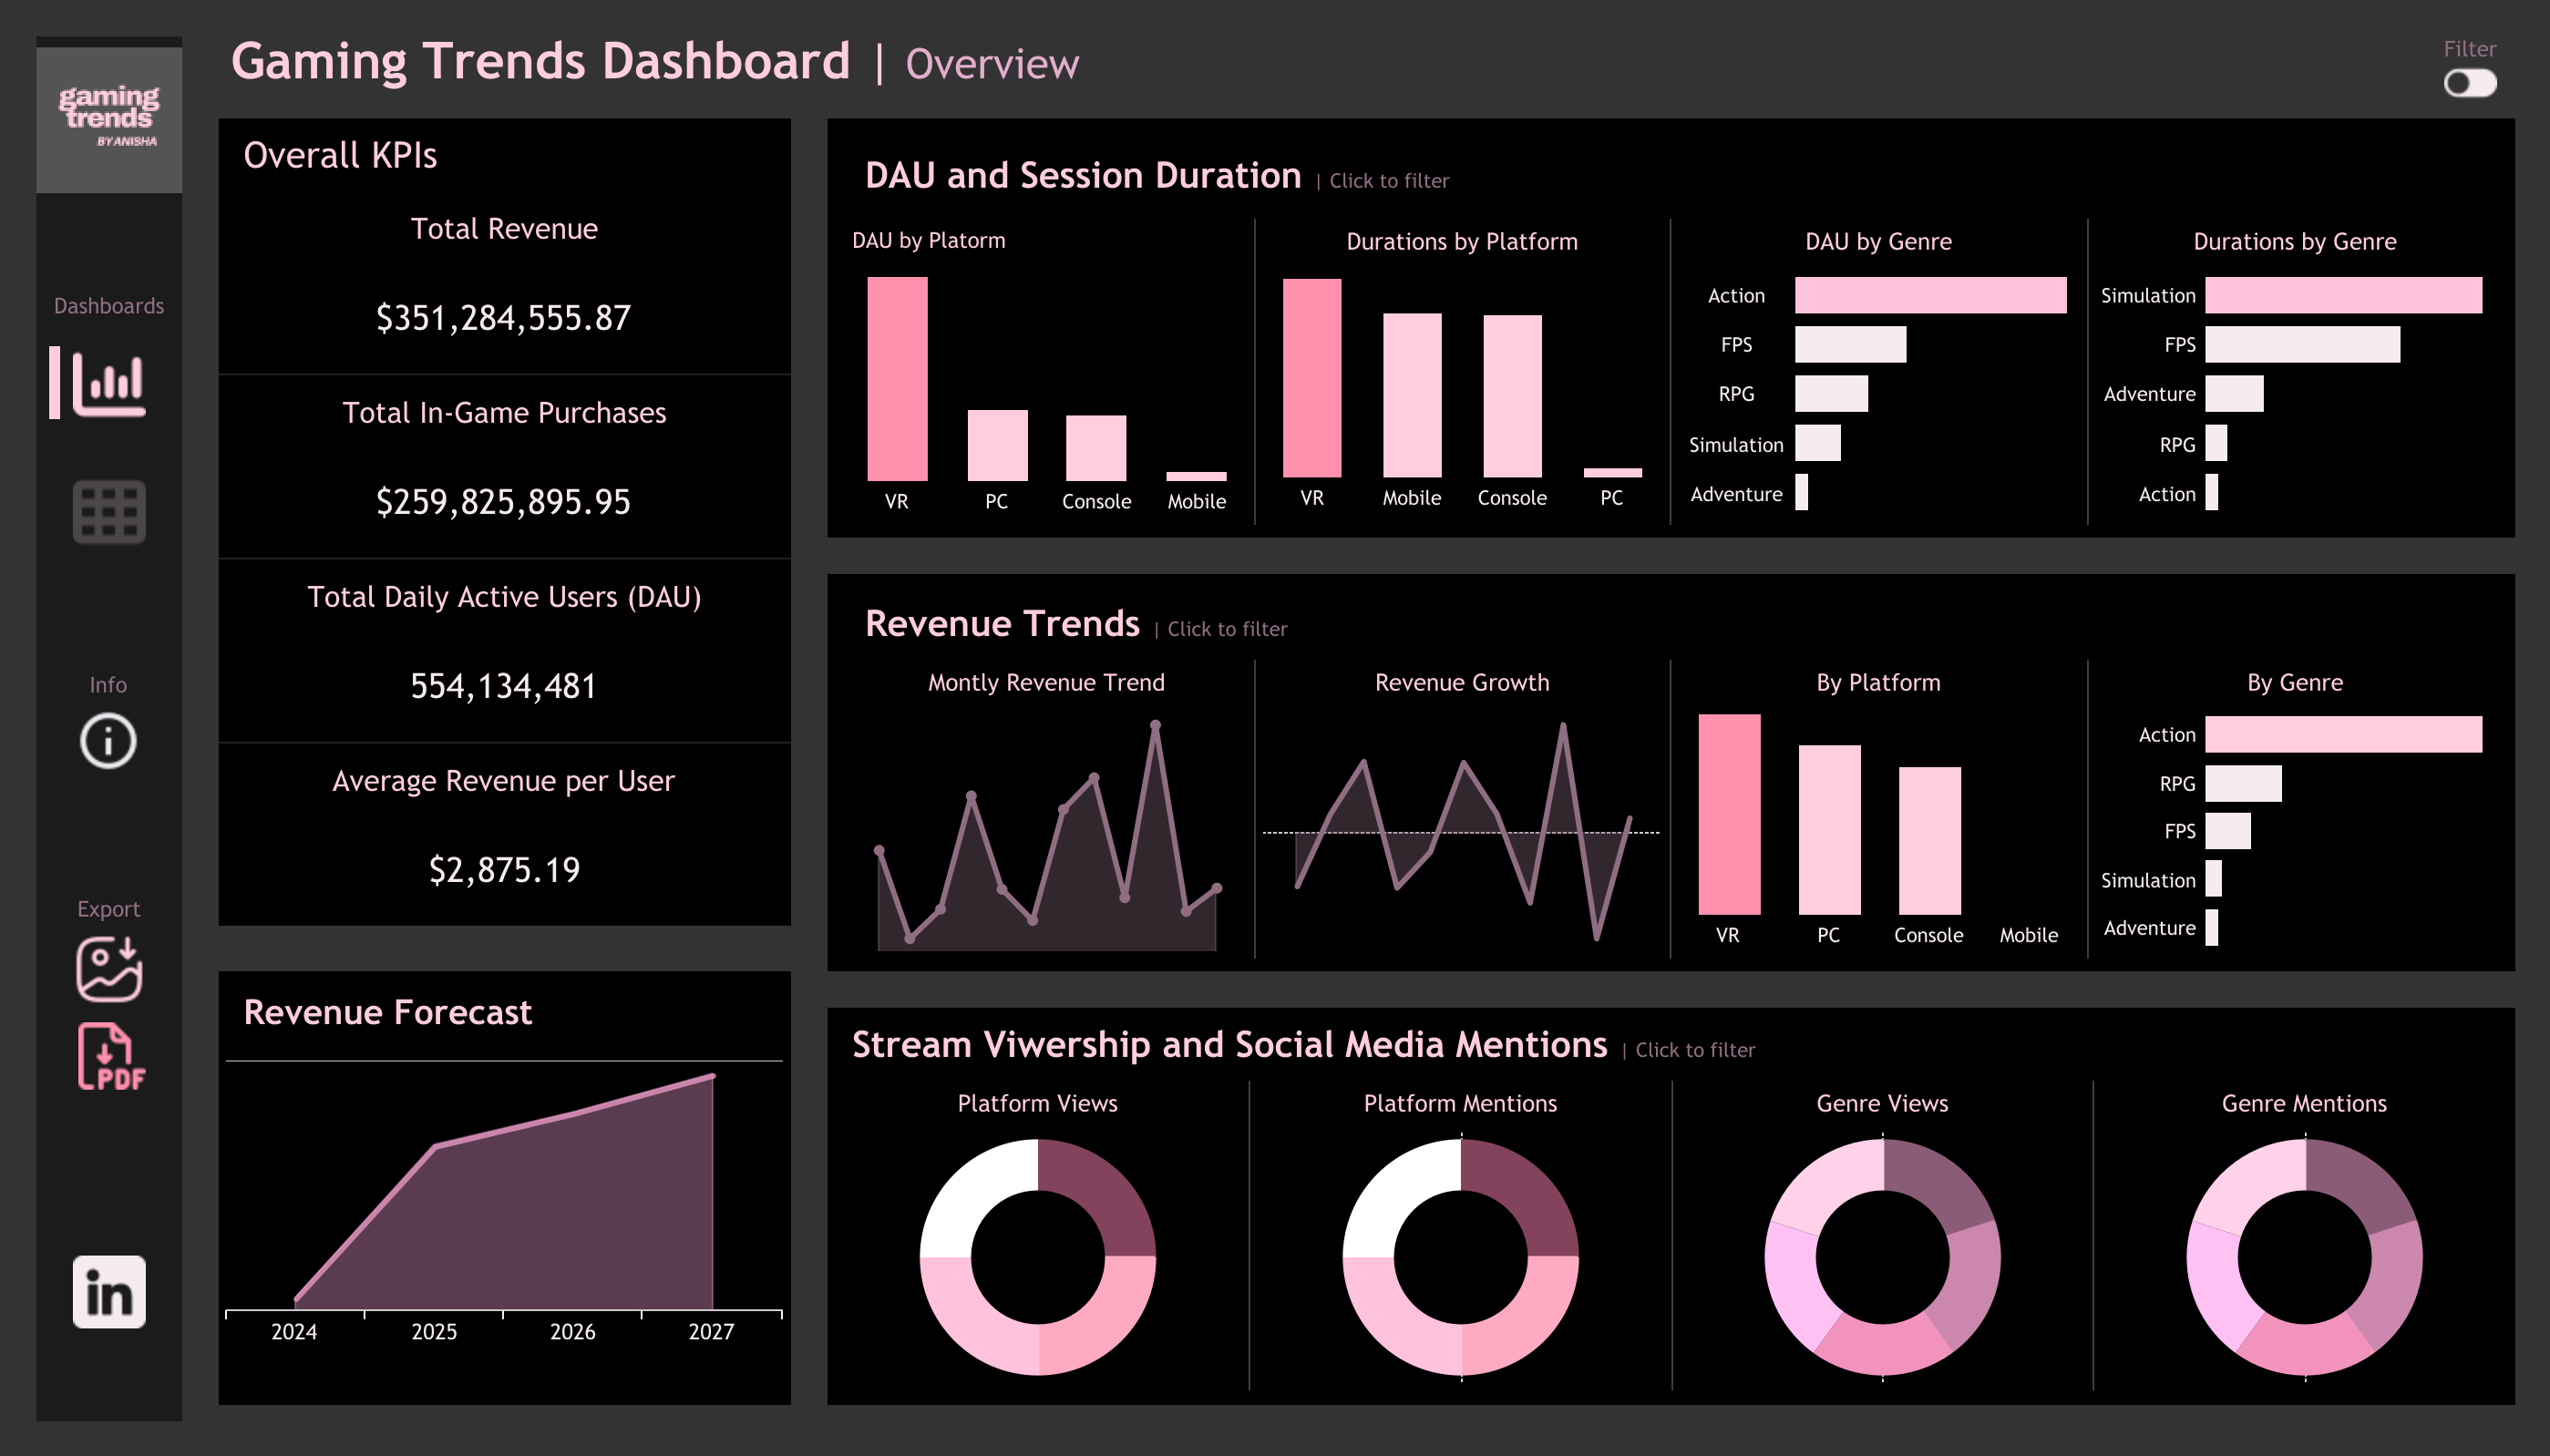 gaming
trends
BY ANISHA
Gaming Trends Dashboard | Overview
Filter
Dashboards
Info
Export
PDF
in
Overall KPIs
Total Revenue
$351,284,555.87
Total In-Game Purchases
$259,825,895.95
Total Daily Active Users (DAU)
554,134,481
Average Revenue per User
$2,875.19
Revenue Forecast
2024 2025 2026 2027
DAU and Session Duration | Click to filter
DAU by Platorm
VR PC Console Mobile
Durations by Platform
VR Mobile Console PC
DAU by Genre
Action
FPS
RPG
Simulation
Adventure
Durations by Genre
Simulation
FPS
Adventure
RPG
Action
Revenue Trends | Click to filter
Montly Revenue Trend
Revenue Growth
By Platform
VR PC Console Mobile
By Genre
Action
RPG
FPS
Simulation
Adventure
Stream Viwership and Social Media Mentions | Click to filter
Platform Views
Platform Mentions
Genre Views
Genre Mentions